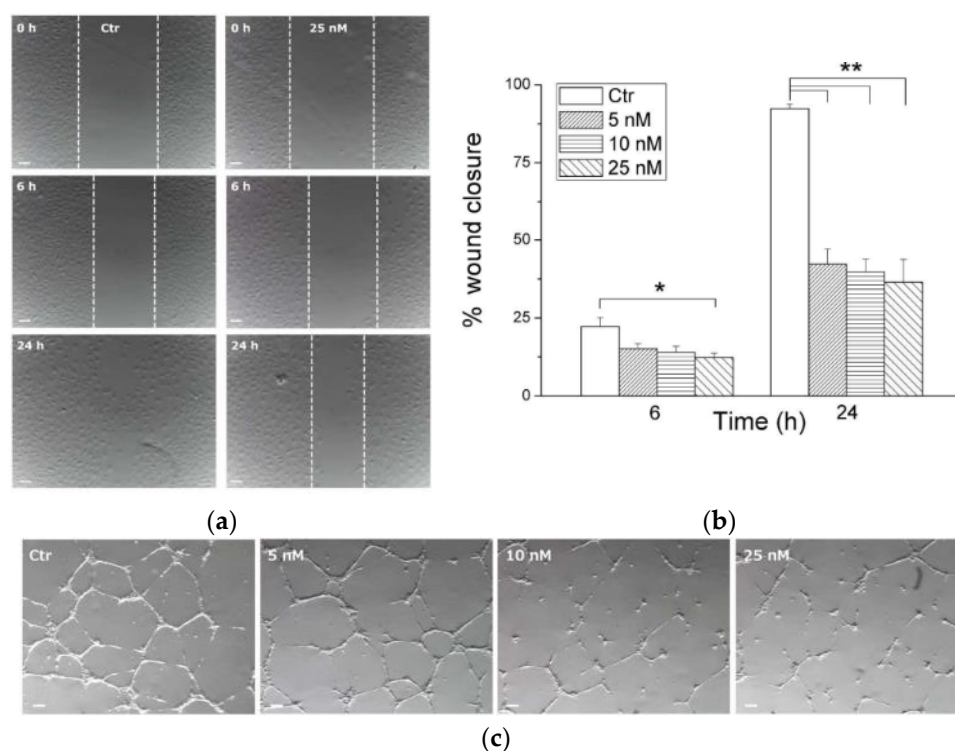 0 h Ctr
0 h 25 nM
6 h
6 h
24 h
24 h
(a)
% wound closure
100
75
50
25
0
Ctr
5 nM
10 nM
25 nM
*
**
6
24
Time (h)
(b)
Ctr
5 nM
10 nM
25 nM
(c)